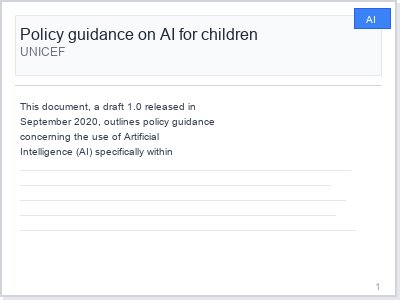 AI
Policy guidance on AI for children
UNICEF
This document, a draft 1.0 released in
September 2020, outlines policy guidance
concerning the use of Artificial
Intelligence (AI) specifically within
1